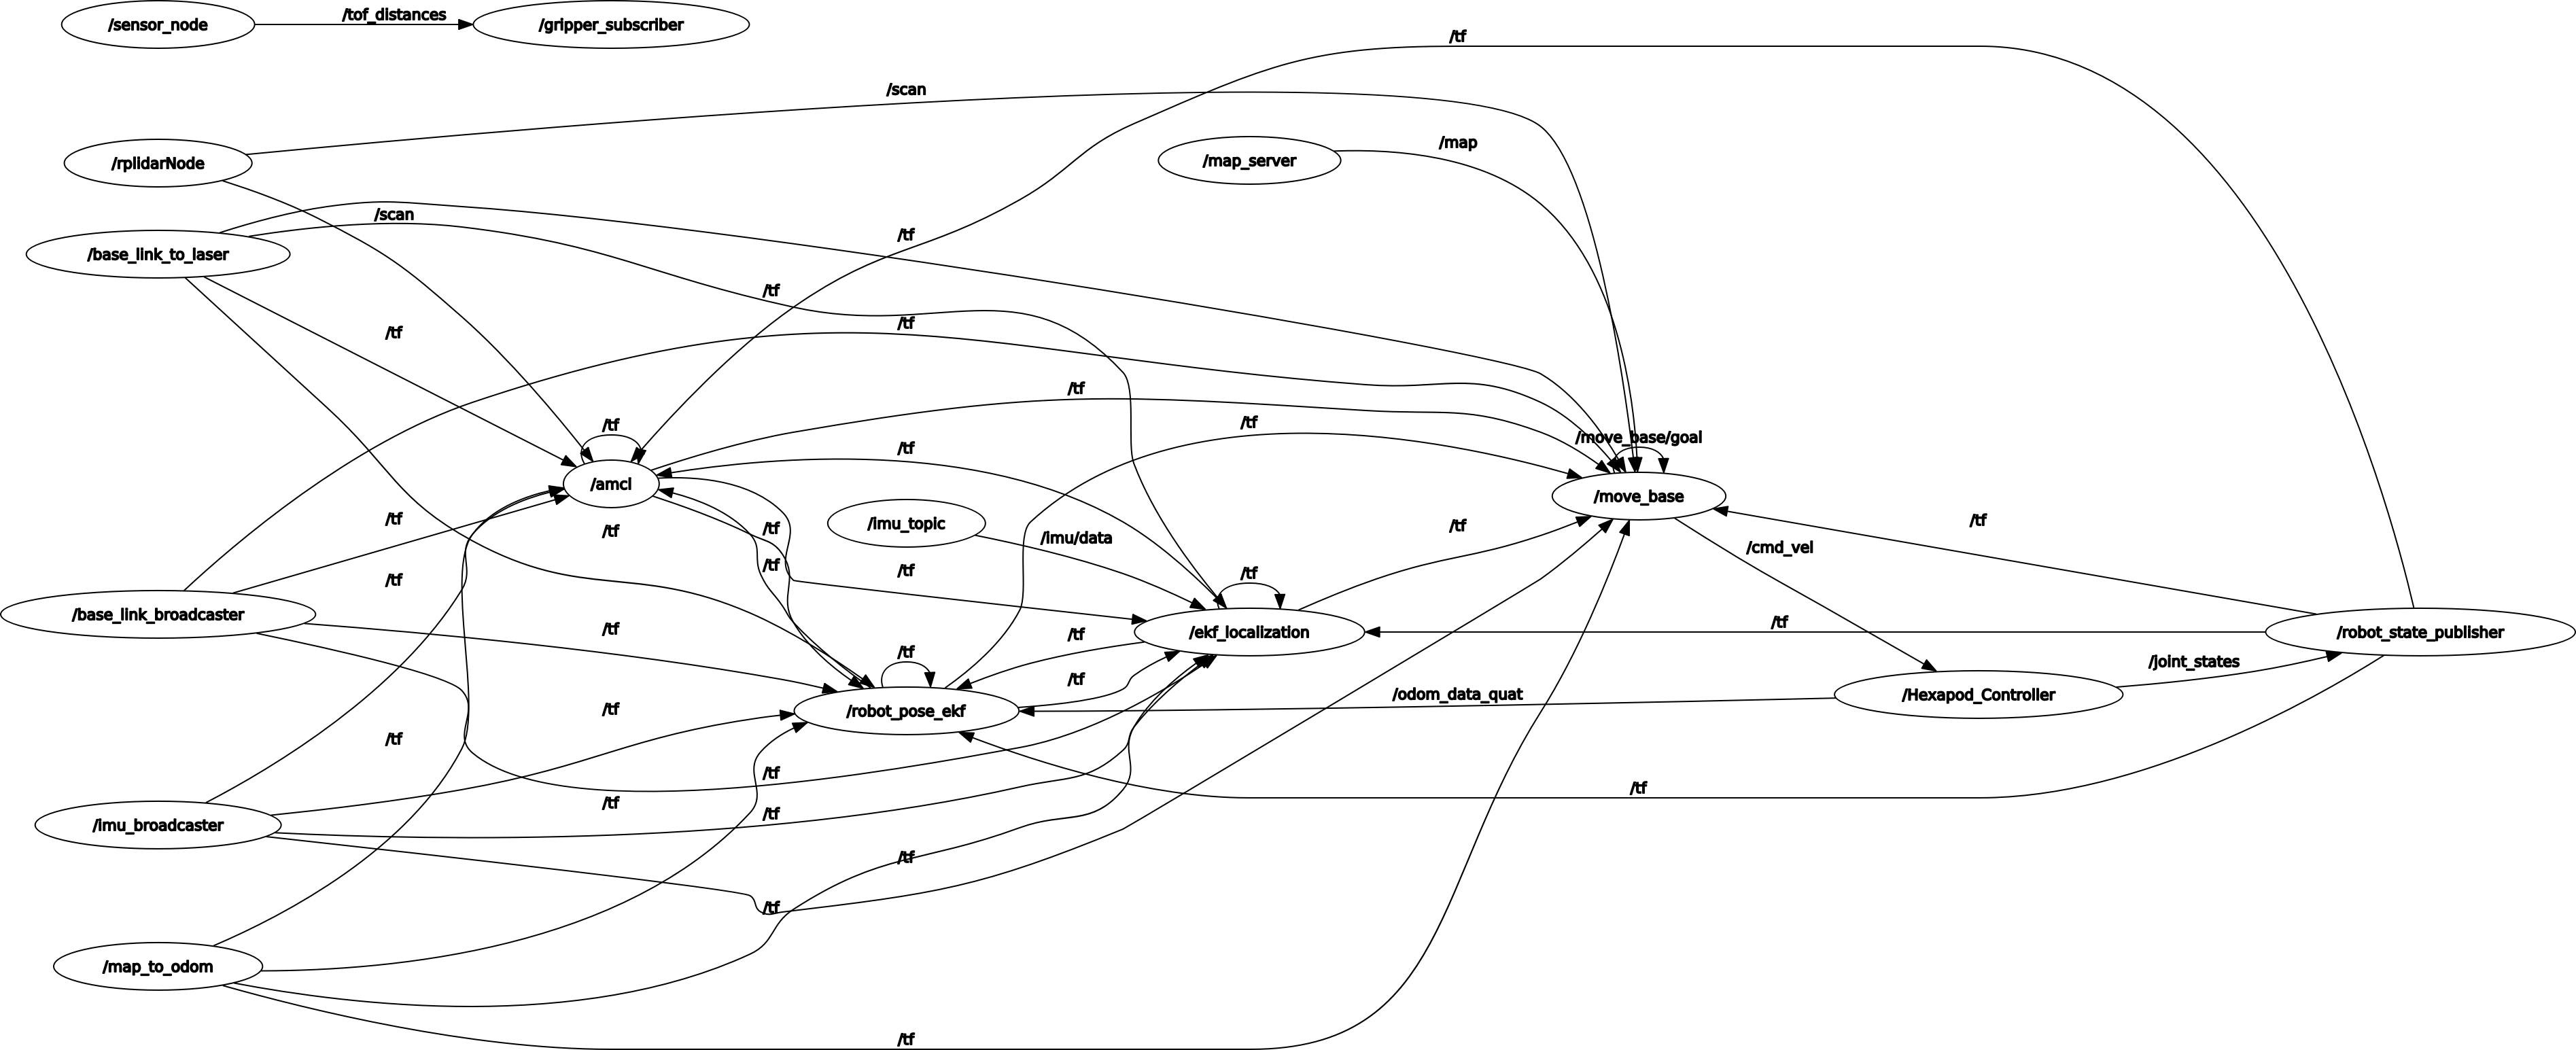 /tof_distances
/sensor_node
/gripper_subscriber
/tf
/scan
/map
/rplidarNode
/map_server
/scan
/tf
/base_link_to_laser
/tf
/tf
/tf
/tf
/tf
/tf
/move_base/goal
/tf
/amcl
/move_base
/tf
/imu_topic
/tf
/tf
/tf
/tf
/imu/data
/cmd_vel
/tf
/tf
/tf
/tf
/base_link_broadcaster
/tf
/tf
/ekf_localization
/tf
/robot_state_publisher
/tf
/joint_states
/tf
/Hexapod_Controller
/odom_data_quat
/tf
/robot_pose_ekf
/tf
/tf
/tf
/tf
/tf
/imu_broadcaster
/tf
/tf
/map_to_odom
/tf